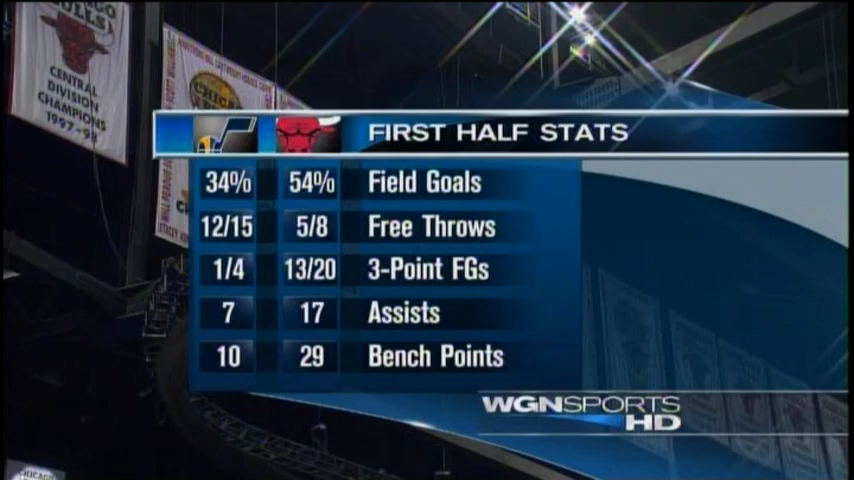 BULLS
CENTRAL
DIVISION
CHAMPIONS
1997-98
FIRST HALF STATS
34% 54% Field Goals
12/15 5/8 Free Throws
1/4 13/20 3-Point FGs
7 17 Assists
10 29 Bench Points
WGNSPORTS
HD
CHICAGO